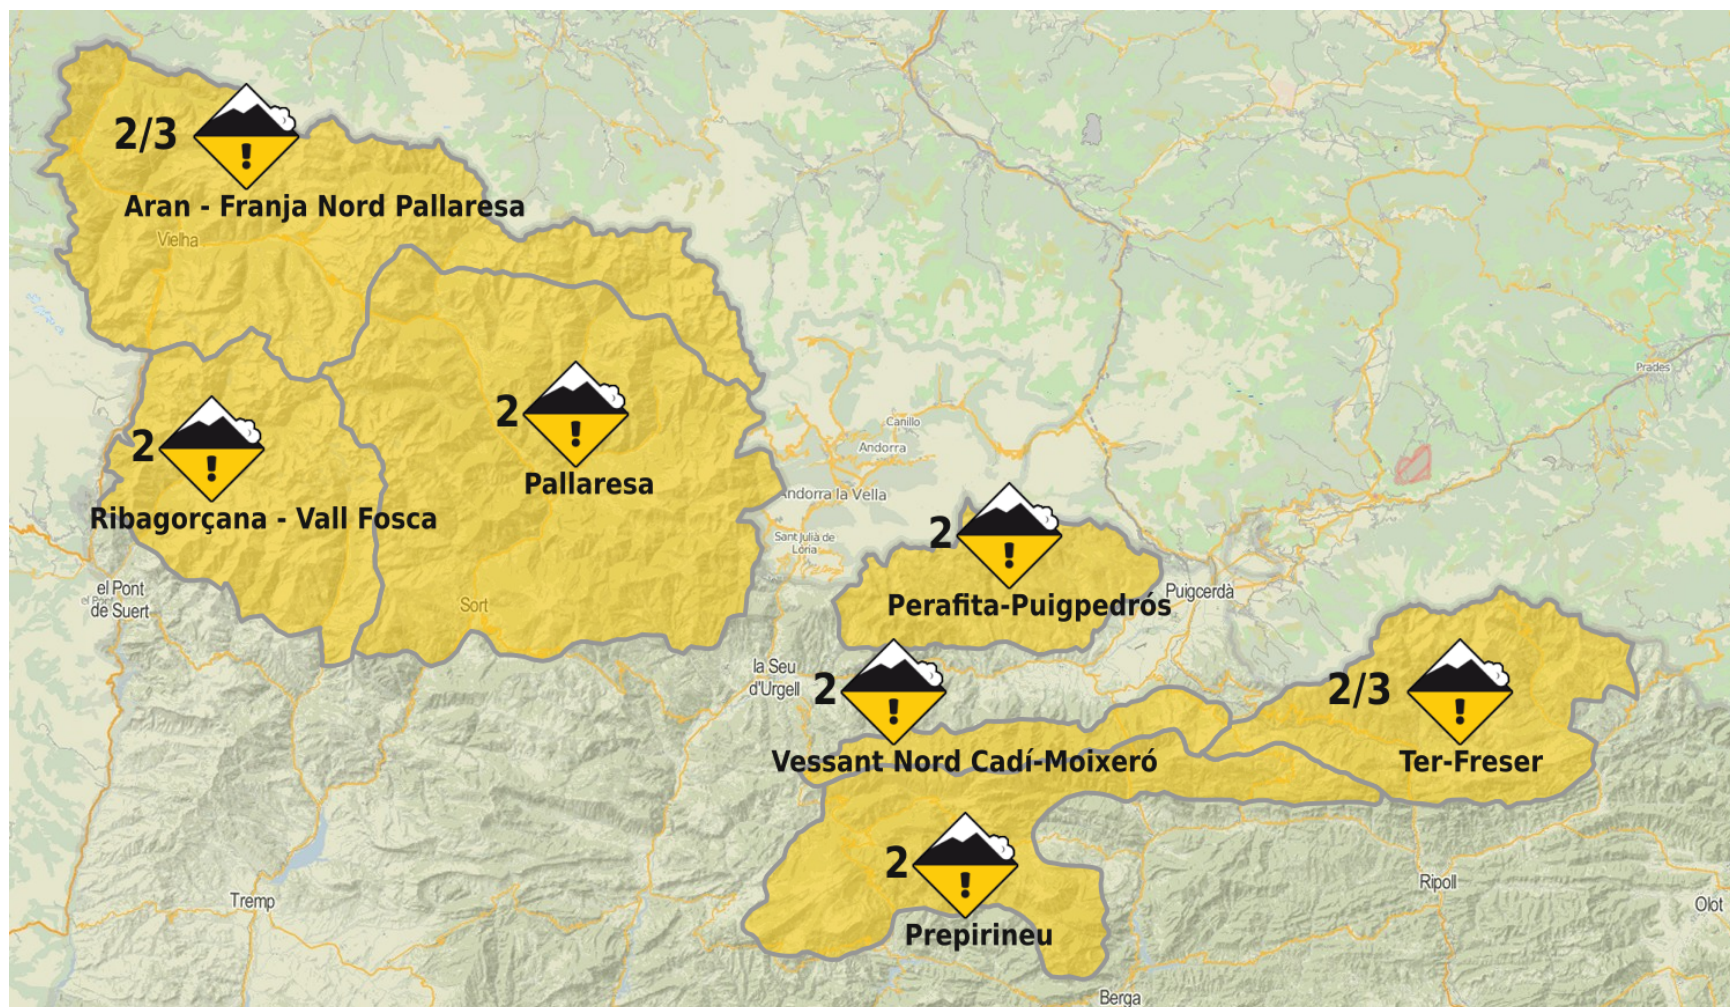 2/3
!
Aran - Franja Nord Pallaresa
Vielha
2
!
Ribagorçana - Vall Fosca
2
!
Pallaresa
Prades
Canillo
Andorra
Andorra la Vella
Sant Julià de
Lòria
2
!
Perafita-Puigpedrós
Puigcerdà
el Pont
de Suert
Sort
la Seu
d'Urgell
2
!
Vessant Nord Cadí-Moixeró
2/3
!
Ter-Freser
2
!
Prepirineu
Tremp
Ripoll
Olot
Berga